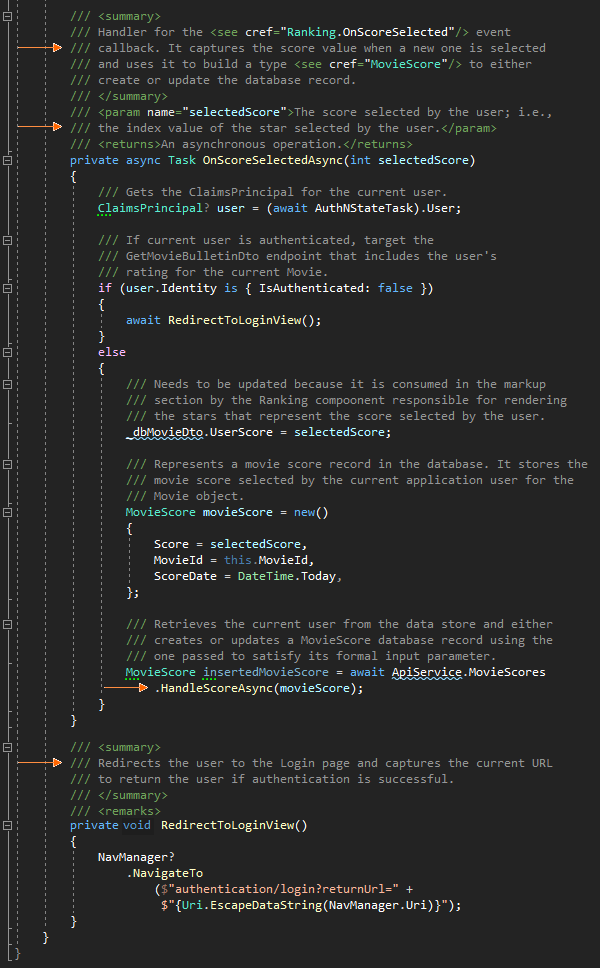 /// <summary>
/// Handler for the <see cref="Ranking.OnScoreSelected"/> event
/// callback. It captures the score value when a new one is selected
/// and uses it to build a type <see cref="MovieScore"/> to either
/// create or update the database record.
/// </summary>
/// <param name="selectedScore">The score selected by the user; i.e.,
/// the index value of the star selected by the user.</param>
/// <returns>An asynchronous operation.</returns>
private async Task OnScoreSelectedAsync(int selectedScore)
{
/// Gets the ClaimsPrincipal for the current user.
ClaimsPrincipal? user = (await AuthNStateTask).User;
/// If current user is authenticated, target the
/// GetMovieBulletinDto endpoint that includes the user's
/// rating for the current Movie.
if (user.Identity is { IsAuthenticated: false })
{
await RedirectToLoginView();
}
else
{
/// Needs to be updated because it is consumed in the markup
/// section by the Ranking compoonent responsible for rendering
/// the stars that represent the score selected by the user.
_dbMovieDto.UserScore = selectedScore;
/// Represents a movie score record in the database. It stores the
/// movie score selected by the current application user for the
/// Movie object.
MovieScore movieScore = new()
{
Score = selectedScore,
MovieId = this.MovieId,
ScoreDate = DateTime.Today,
};
/// Retrieves the current user from the data store and either
/// creates or updates a MovieScore database record using the
/// one passed to satisfy its formal input parameter.
MovieScore insertedMovieScore = await ApiService.MovieScores
.HandleScoreAsync(movieScore);
}
}
/// <summary>
/// Redirects the user to the Login page and captures the current URL
/// to return the user if authentication is successful.
/// </summary>
/// <remarks>
private void RedirectToLoginView()
{
NavManager?
.NavigateTo
($"authentication/login?returnUrl=" +
$"{Uri.EscapeDataString(NavManager.Uri)}");
}
}
}